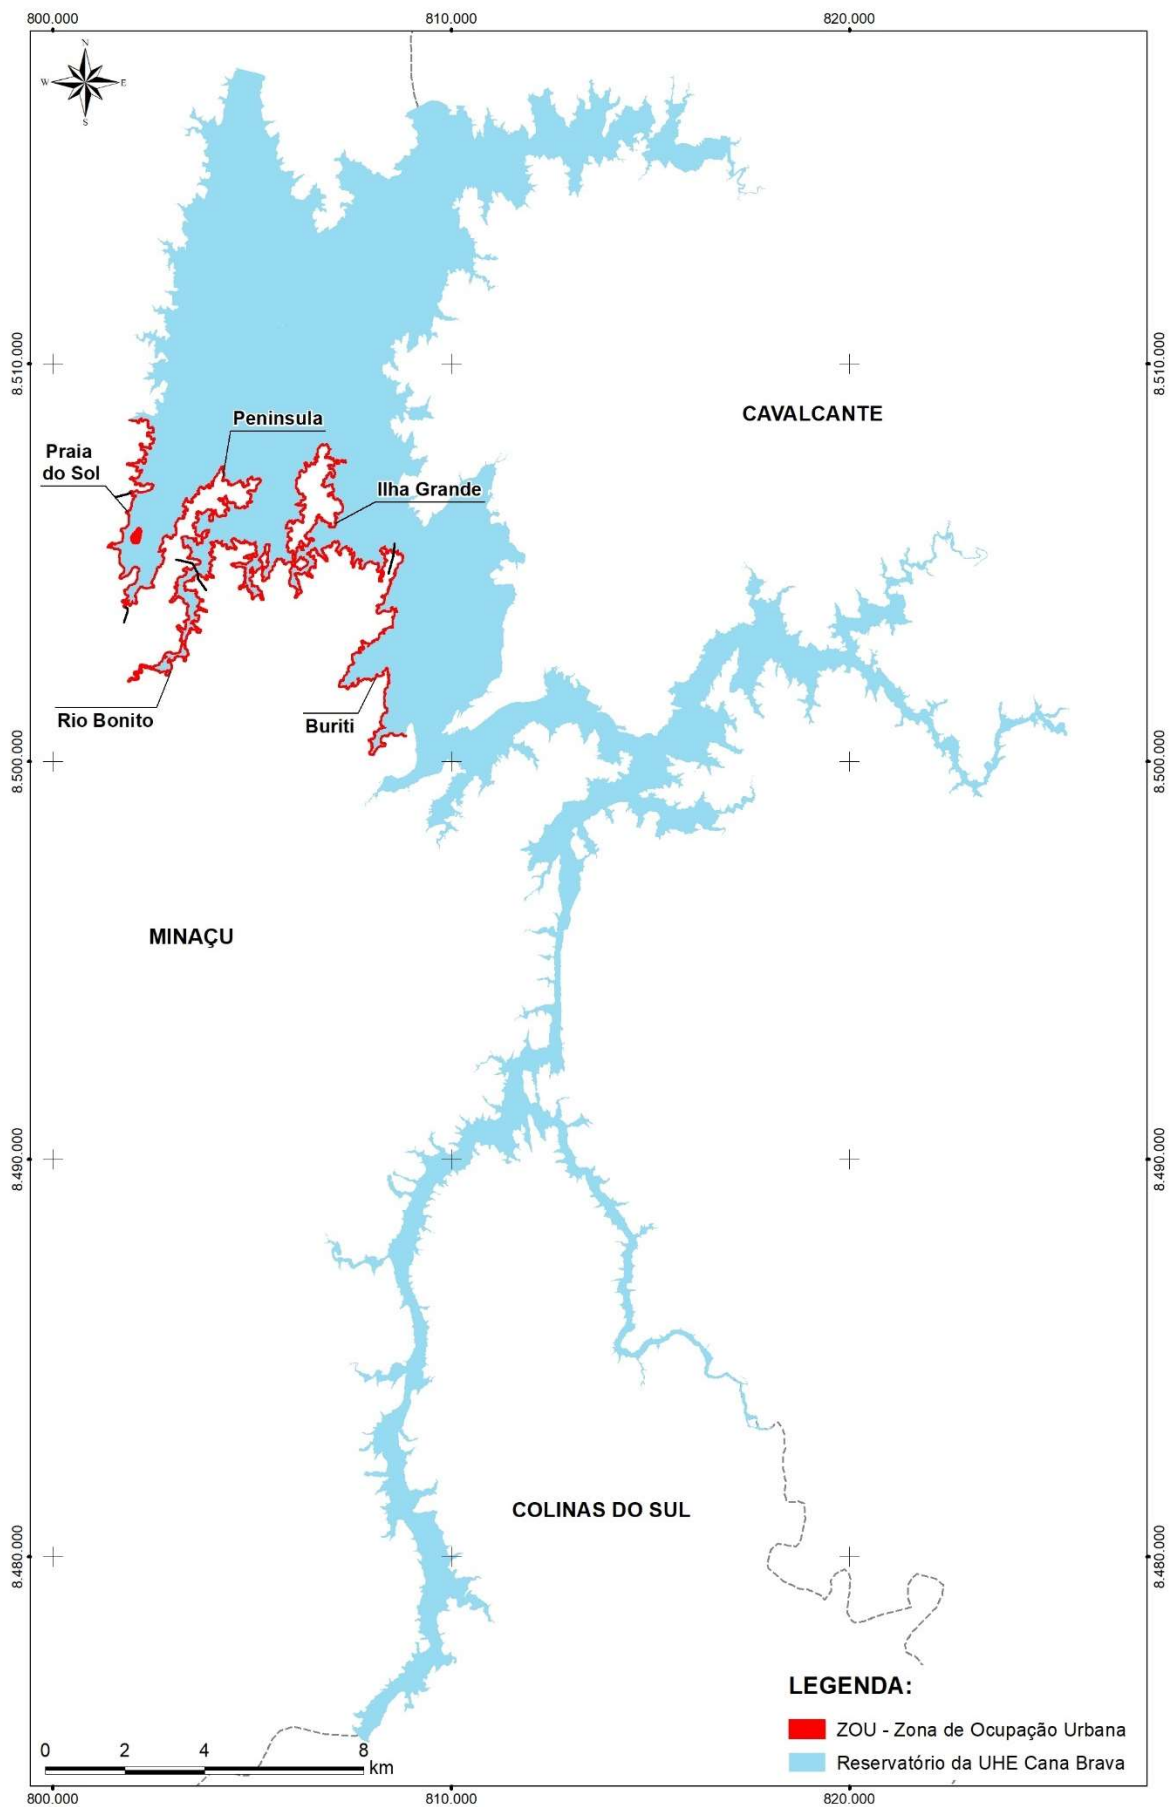 800.000
810.000
820.000
N
W
E
S
8.510.000
8.510.000
CAVALCANTE
Peninsula
Praia
do Sol
Ilha Grande
Rio Bonito
Buriti
8.500.000
8.500.000
MINAÇU
8.490.000
8.490.000
COLINAS DO SUL
8.480.000
8.480.000
LEGENDA:
ZOU - Zona de Ocupação Urbana
Reservatório da UHE Cana Brava
0 2 4 8
km
800.000
810.000
820.000